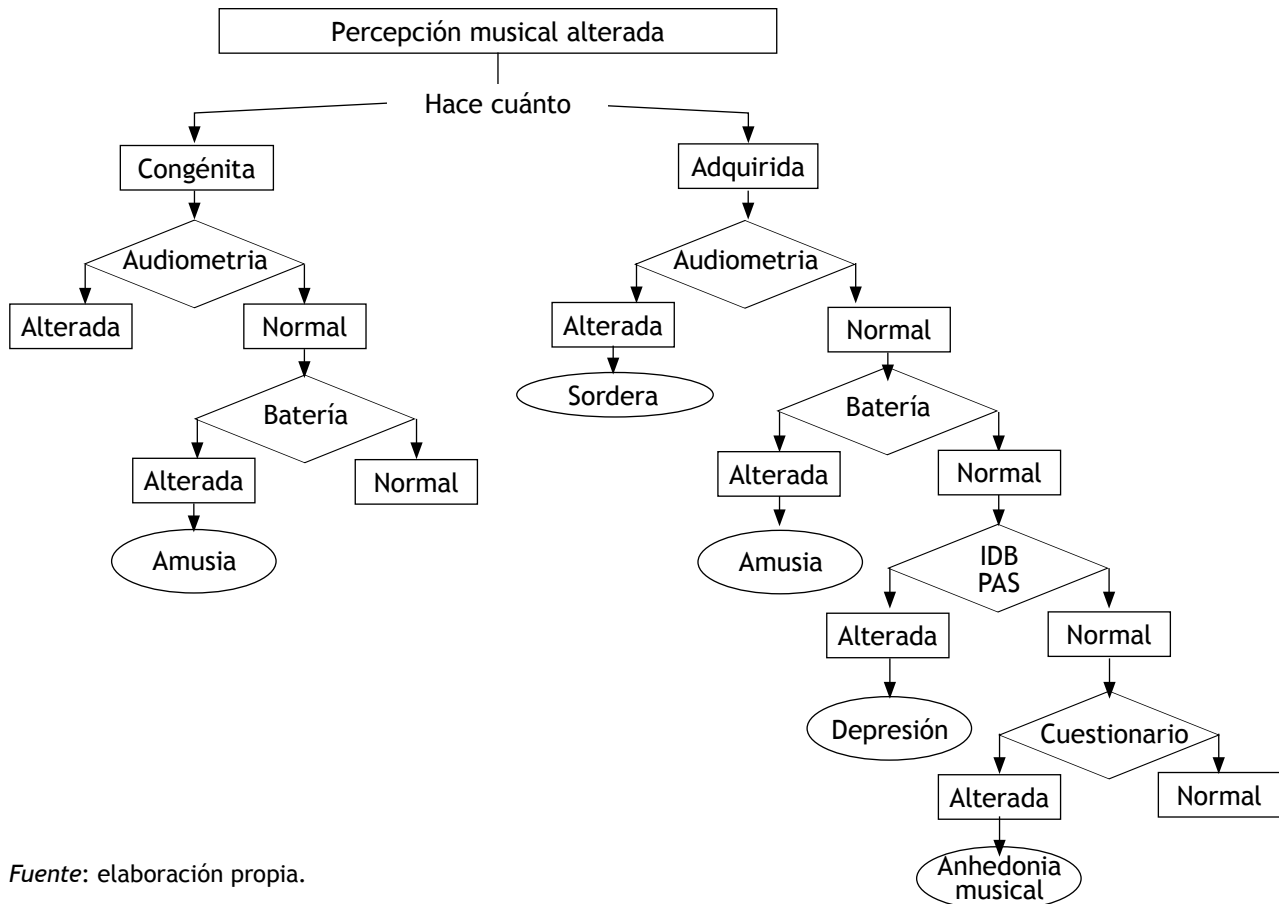 Percepción musical alterada
Hace cuánto
Congénita
Adquirida
Audiometria
Audiometria
Alterada
Normal
Alterada
Normal
Sordera
Batería
Batería
Alterada
Normal
Alterada
Normal
Amusia
Amusia
IDB
PAS
Alterada
Normal
Depresión
Cuestionario
Alterada
Normal
Anhedonia
musical
Fuente: elaboración propia.